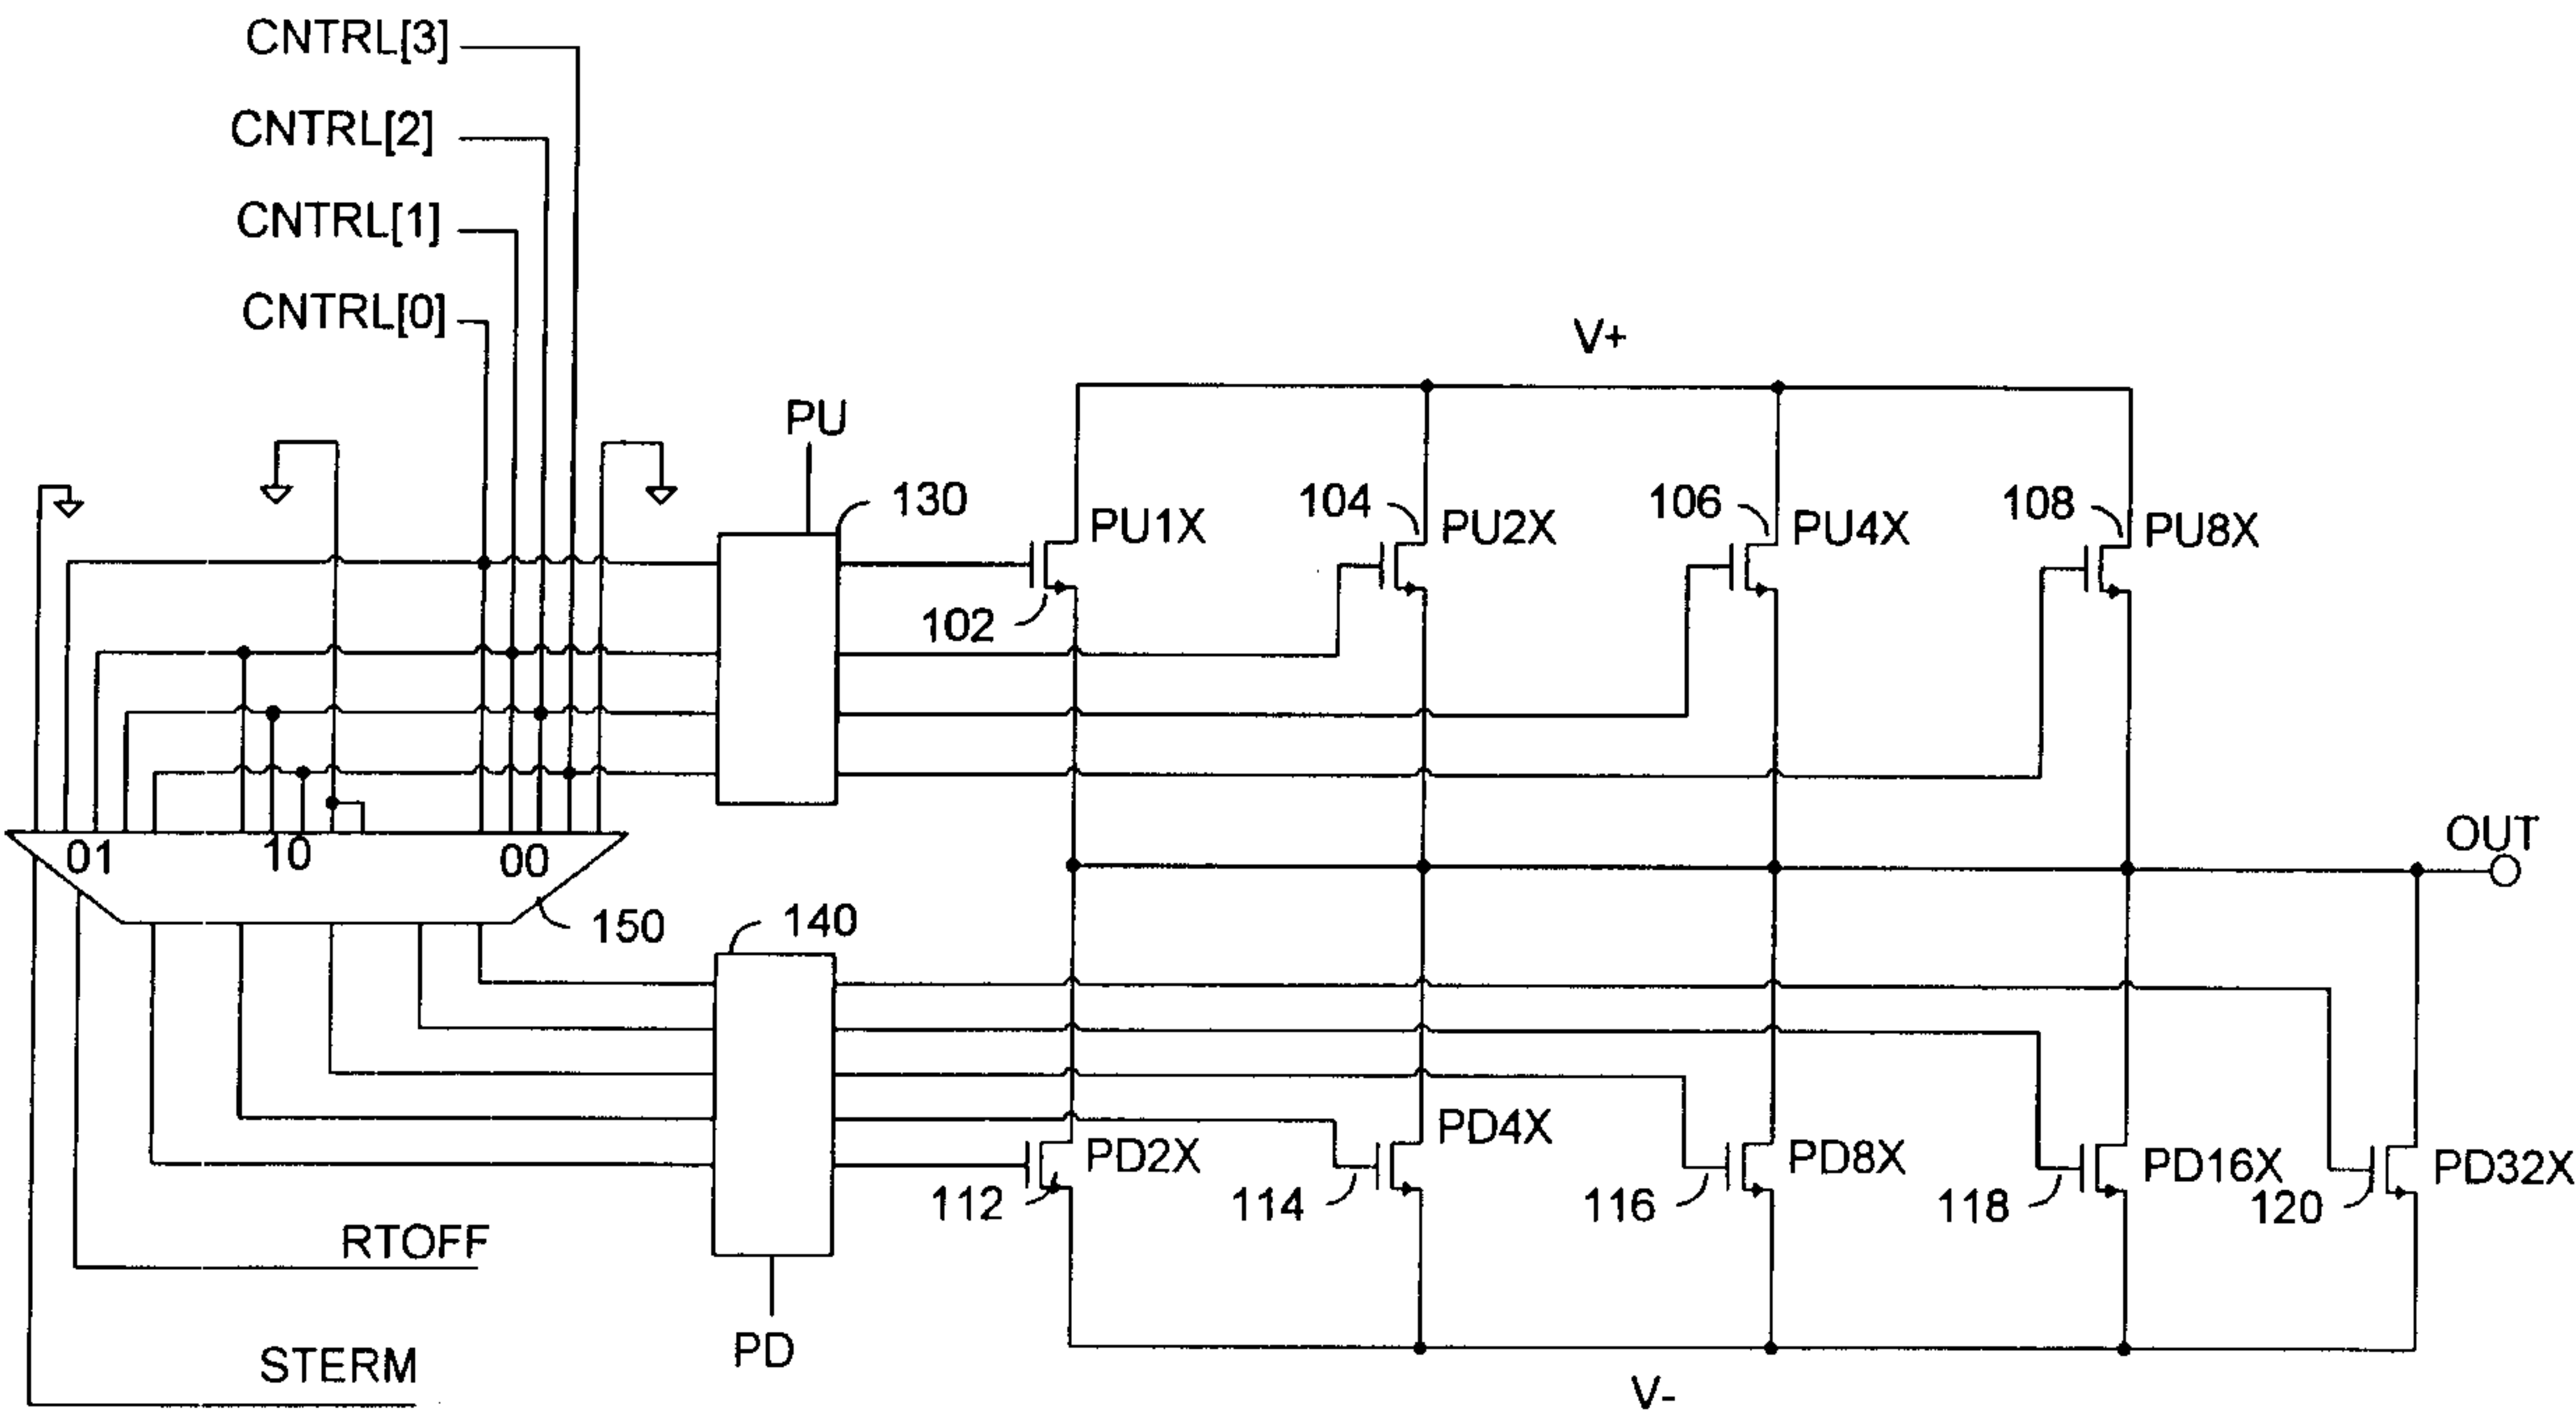 CNTRL[3]
CNTRL[2]
CNTRL[1]
CNTRL[0]
V+
PU
130
PU1X
102
104
PU2X
106
PU4X
108
PU8X
01
10
00
150
OUT
140
PD2X
112
PD4X
114
PD8X
116
PD16X
118
PD32X
120
RTOFF
STERM
PD
V-